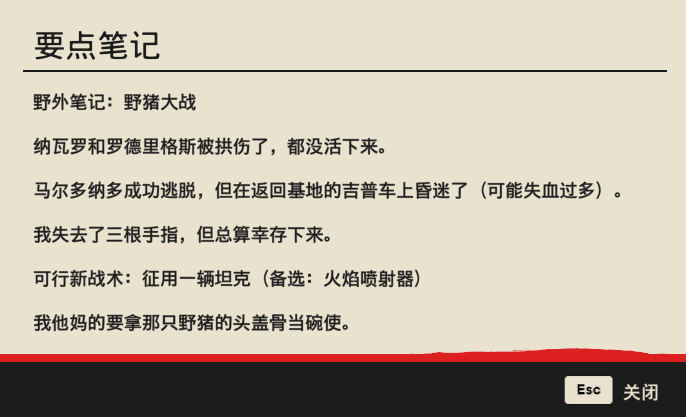 要点笔记
野外笔记：野猪大战
纳瓦罗和罗德里格斯被拱伤了，都没活下来。
马尔多纳多成功逃脱，但在返回基地的吉普车上昏迷了（可能失血过多）。
我失去了三根手指，但总算幸存下来。
可行新战术：征用一辆坦克（备选：火焰喷射器）
我他妈的要拿那只野猪的头盖骨当碗使。
Esc 关闭